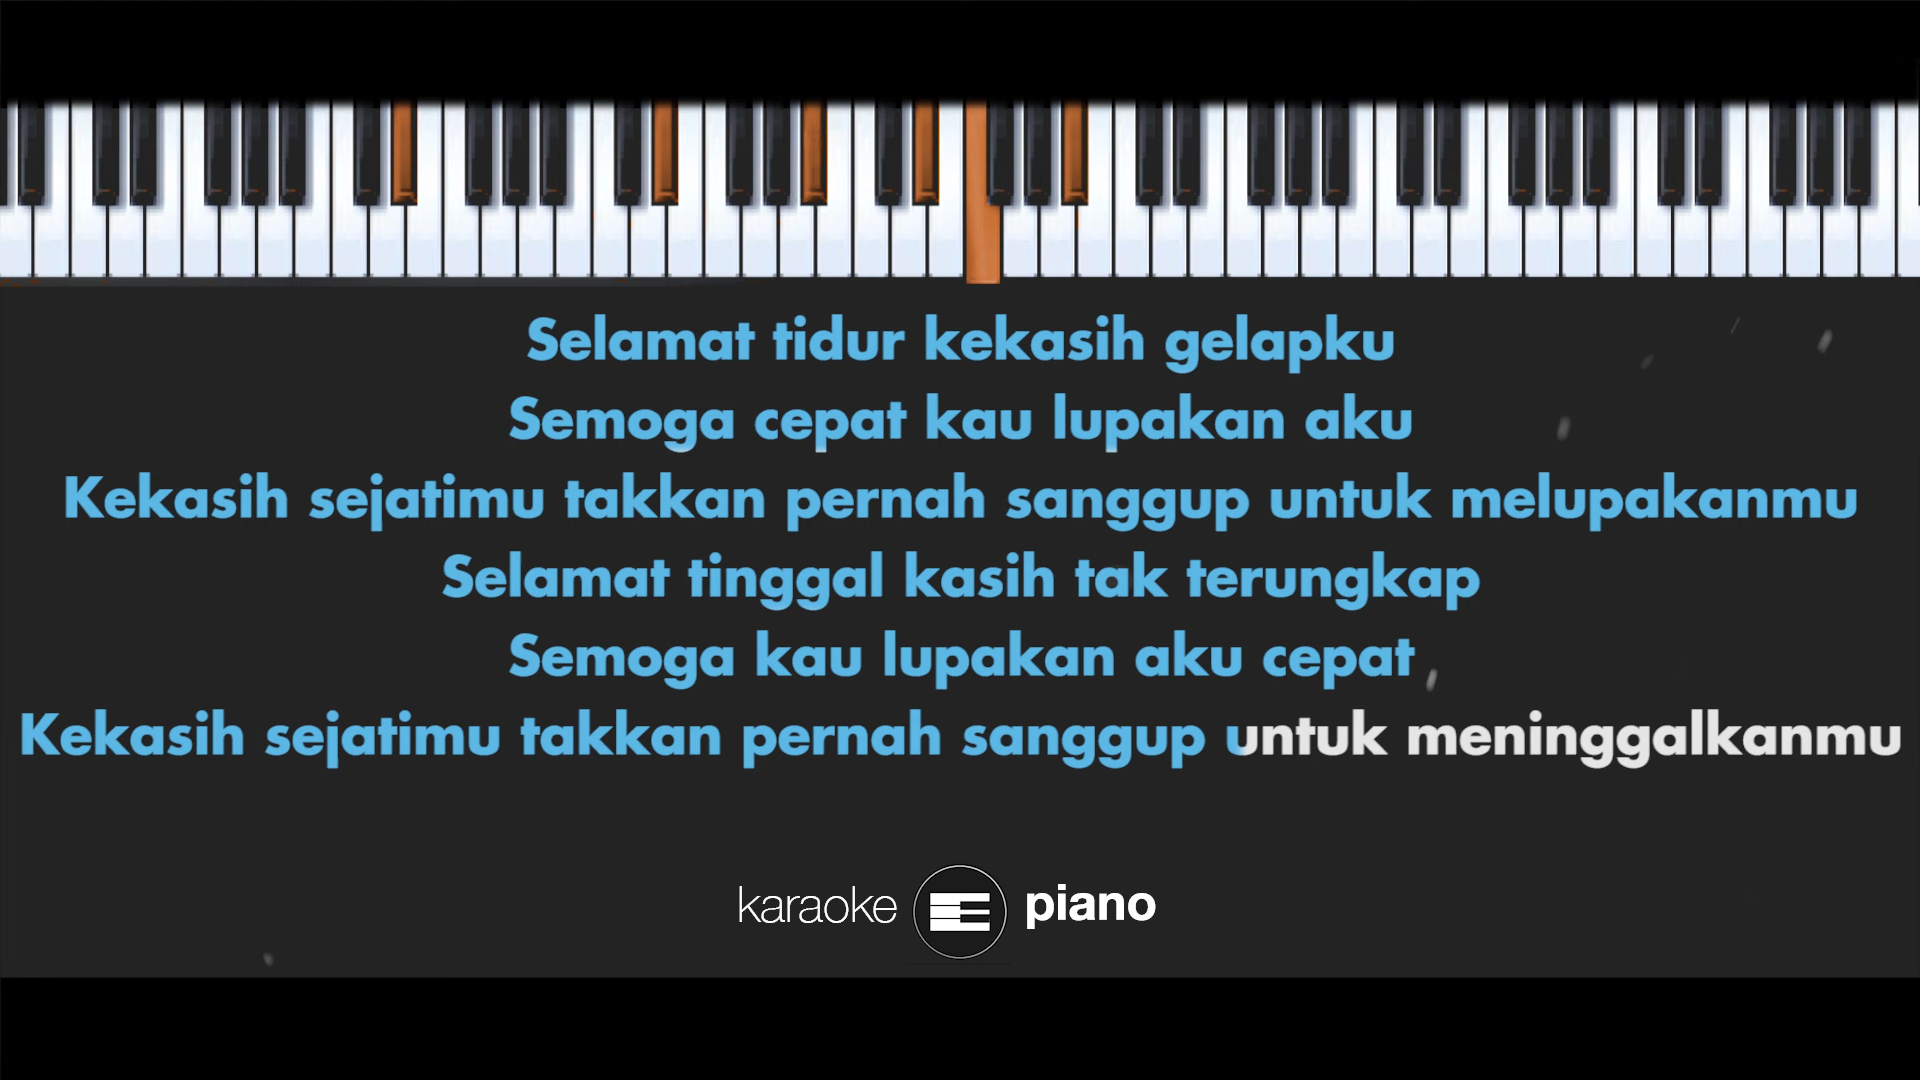 Selamat tidur kekasih gelapku
Semoga cepat kau lupakan aku
Kekasih sejatimu takkan pernah sanggup untuk melupakanmu
Selamat tinggal kasih tak terungkap
Semoga kau lupakan aku cepat
Kekasih sejatimu takkan pernah sanggup untuk meninggalkanmu
karaoke piano